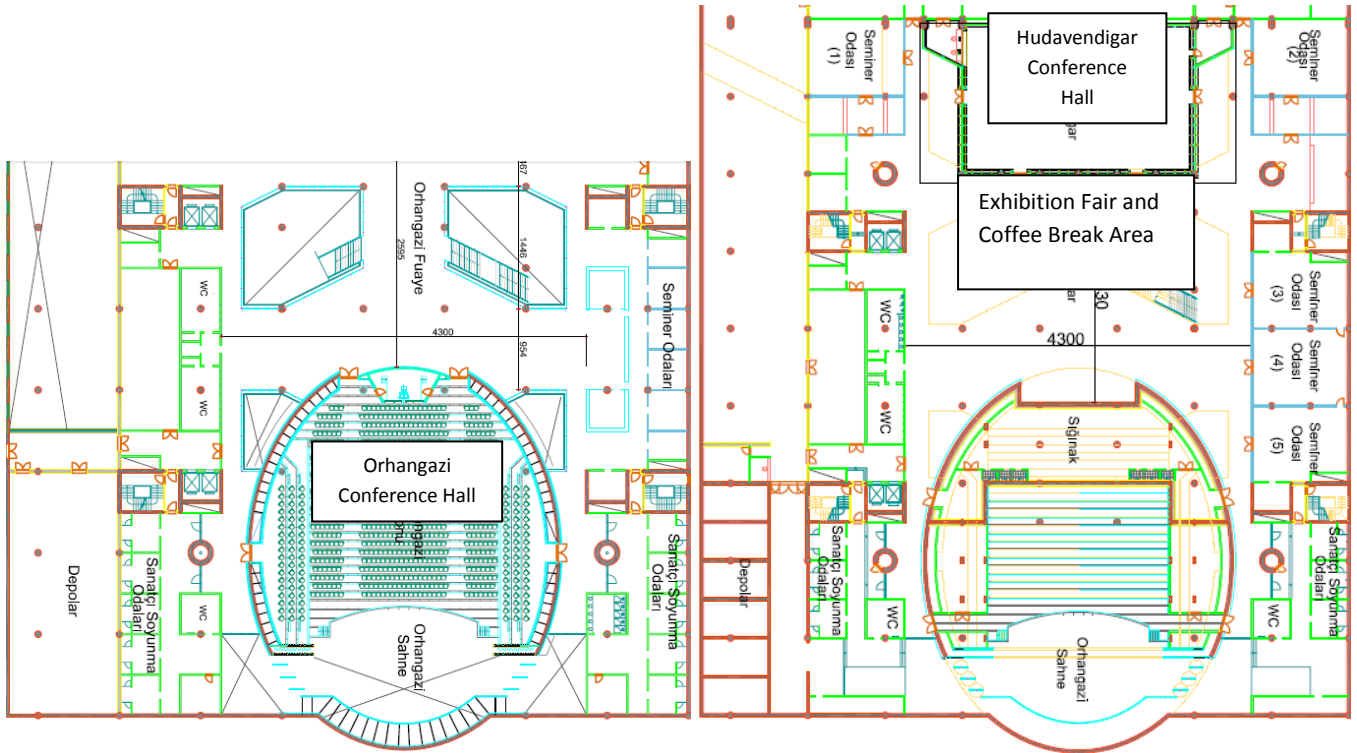 467
Orhangazi Fuaye
2595
1446
WC
Seminer Odaları
4300
954
WC
Orhangazi
Conference Hall
Depolar
Sanatçı Soyunma
Odaları
WC
Orhangazi
Sahne
Sanatçı Soyunma
Odaları
Seminer
Odası
(1)
Hudavendigar
Conference
Hall
Seminer
Odası
(2)
Exhibition Fair and
Coffee Break Area
30
4300
WC
WC
Seminer
Odası
(3)
Seminer
Odası
(4)
Seminer
Odası
(5)
Sığınak
Depolar
Sanatçı Soyunma
Odaları
WC
Orhangazi
Sahne
WC
Sanatçı Soyunma
Odaları